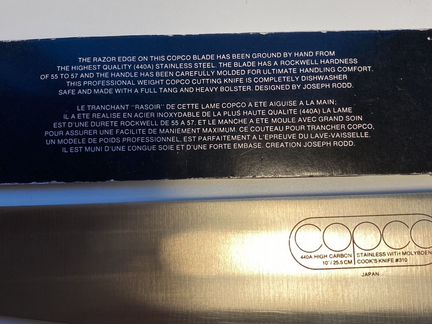 THE RAZOR EDGE ON THIS COPCO BLADE HAS BEEN GROUND BY HAND FROM
THE HIGHEST QUALITY (440A) STAINLESS STEEL. THE BLADE HAS A ROCKWELL HARDNESS
OF 55 TO 57 AND THE HANDLE HAS BEEN CAREFULLY MOLDED FOR ULTIMATE HANDLING COMFORT.
THIS PROFESSIONAL WEIGHT COPCO CUTTING KNIFE IS COMPLETELY DISHWASHER
SAFE AND MADE WITH A FULL TANG AND HEAVY BOLSTER. DESIGNED BY JOSEPH RODD.
LE TRANCHANT "RASOIR" DE CETTE LAME COPCO A ETE AIGUISE A LA MAIN;
IL A ETE REALISE EN ACIER INOXYDABLE DE LA PLUS HAUTE QUALITE (440A) LA LAME
EST D'UNE DURETE ROCKWELL DE 55 A 57. ET LE MANCHE A ETE MOULE AVEC GRAND SOIN
POUR ASSURER UNE FACILITE DE MANIEMENT MAXIMUM. CE COUTEAU POUR TRANCHER COPCO,
UN MODELE DE POIDS PROFESSIONNEL, EST PARFAITEMENT A L'EPREUVE DU LAVE-VAISSELLE.
IL EST MUNI D'UNE LONGUE SOIE ET D'UNE FORTE EMBASE. CREATION JOSEPH RODD.
copco
440A HIGH CARBON STAINLESS WITH MOLYBDEN
10"/25.5CM COOK'S KNIFE #310
JAPAN